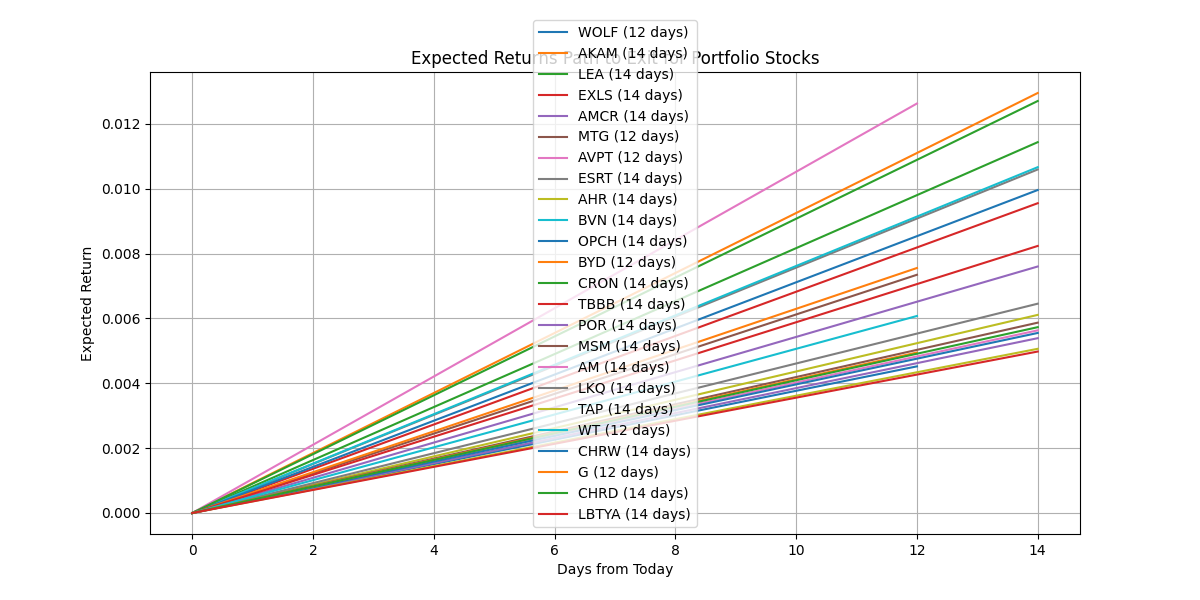 Expected Returns Path to Exit for Portfolio Stocks
WOLF (12 days)
AKAM (14 days)
LEA (14 days)
EXLS (14 days)
AMCR (14 days)
MTG (12 days)
AVPT (12 days)
ESRT (14 days)
AHR (14 days)
BVN (14 days)
OPCH (14 days)
BYD (12 days)
CRON (14 days)
TBBB (14 days)
POR (14 days)
MSM (14 days)
AM (14 days)
LKQ (14 days)
TAP (14 days)
WT (12 days)
CHRW (14 days)
G (12 days)
CHRD (14 days)
LBTYA (14 days)
Expected Return
0.012
0.010
0.008
0.006
0.004
0.002
0.000
0 2 4 6 8 10 12 14
Days from Today